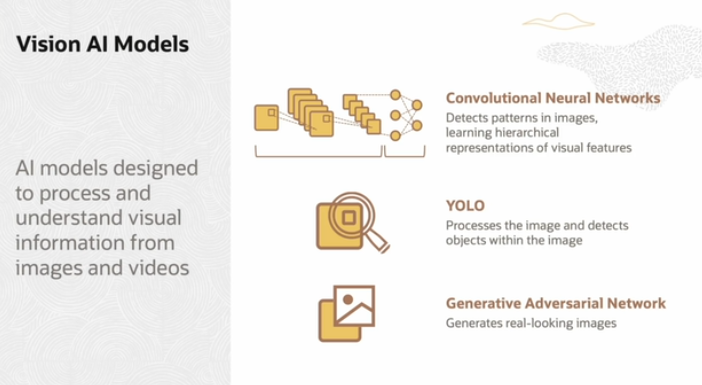 Vision AI Models
AI models designed
to process and
understand visual
information from
images and videos
Convolutional Neural Networks
Detects patterns in images,
learning hierarchical
representations of visual features
YOLO
Processes the image and detects
objects within the image
Generative Adversarial Network
Generates real-looking images